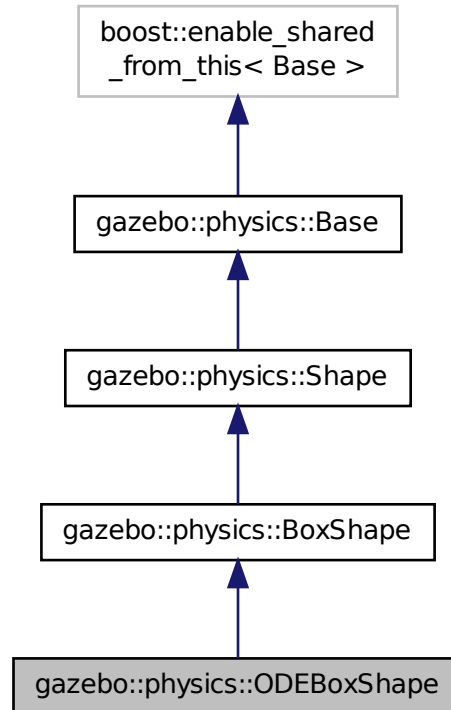 boost::enable_shared
_from_this< Base >
gazebo::physics::Base
gazebo::physics::Shape
gazebo::physics::BoxShape
gazebo::physics::ODEBoxShape